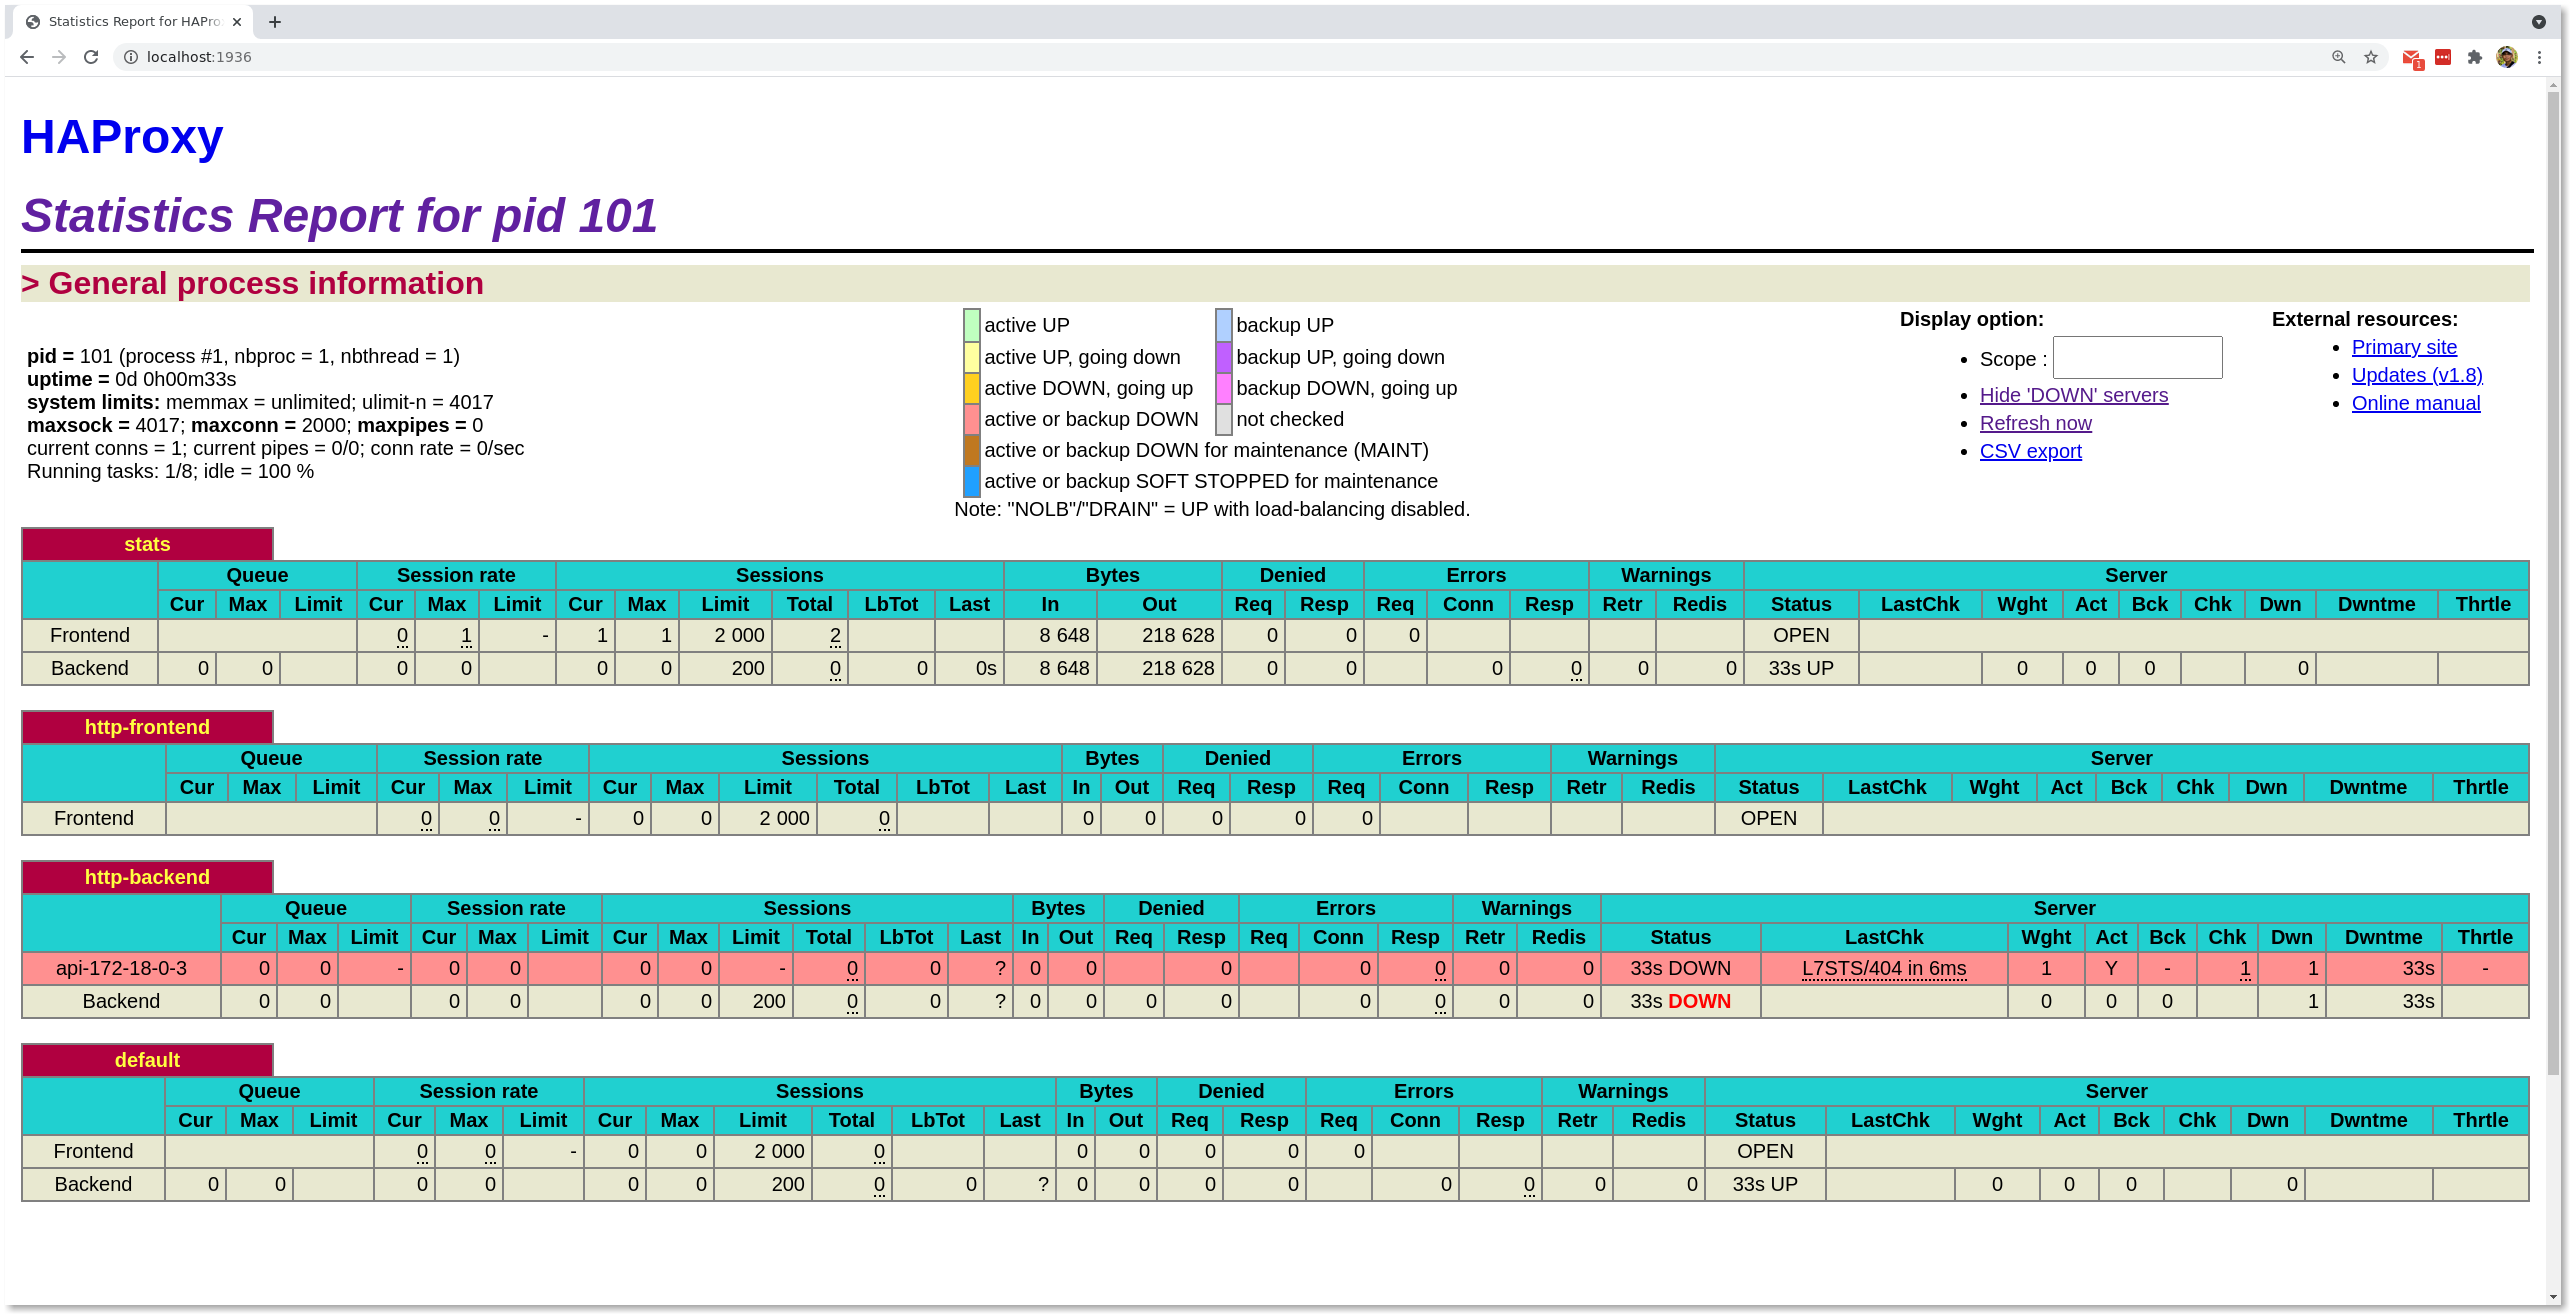 Statistics Report for HAPro
localhost:1936
1
HAProxy
Statistics Report for pid 101
> General process information
pid = 101 (process #1, nbproc = 1, nbthread = 1)
uptime = 0d 0h00m33s
system limits: memmax = unlimited; ulimit-n = 4017
maxsock = 4017; maxconn = 2000; maxpipes = 0
current conns = 1; current pipes = 0/0; conn rate = 0/sec
Running tasks: 1/8; idle = 100 %
active UP backup UP
active UP, going down backup UP, going down
active DOWN, going up backup DOWN, going up
active or backup DOWN not checked
active or backup DOWN for maintenance (MAINT)
active or backup SOFT STOPPED for maintenance
Note: "NOLB"/"DRAIN" = UP with load-balancing disabled.
Display option:
• Scope :
• Hide 'DOWN' servers
• Refresh now
• CSV export
External resources:
• Primary site
• Updates (v1.8)
• Online manual
stats
Queue Session rate Sessions Bytes Denied Errors Warnings Server
Cur Max Limit Cur Max Limit Cur Max Limit Total LbTot Last In Out Req Resp Req Conn Resp Retr Redis Status LastChk Wght Act Bck Chk Dwn Dwntme Thrtle
Frontend 0 1 - 1 1 2 000 2 8 648 218 628 0 0 0 OPEN
Backend 0 0 0 0 0 0 200 0 0 0s 8 648 218 628 0 0 0 0 0 0 33s UP 0 0 0 0
http-frontend
Queue Session rate Sessions Bytes Denied Errors Warnings Server
Cur Max Limit Cur Max Limit Cur Max Limit Total LbTot Last In Out Req Resp Req Conn Resp Retr Redis Status LastChk Wght Act Bck Chk Dwn Dwntme Thrtle
Frontend 0 0 - 0 0 2 000 0 0 0 0 0 0 OPEN
http-backend
Queue Session rate Sessions Bytes Denied Errors Warnings Server
Cur Max Limit Cur Max Limit Cur Max Limit Total LbTot Last In Out Req Resp Req Conn Resp Retr Redis Status LastChk Wght Act Bck Chk Dwn Dwntme Thrtle
api-172-18-0-3 0 0 - 0 0 0 0 - 0 0 ? 0 0 0 0 0 0 0 33s DOWN L7STS/404 in 6ms 1 Y - 1 1 33s -
Backend 0 0 0 0 0 0 200 0 0 ? 0 0 0 0 0 0 0 0 33s DOWN 0 0 0 1 33s
default
Queue Session rate Sessions Bytes Denied Errors Warnings Server
Cur Max Limit Cur Max Limit Cur Max Limit Total LbTot Last In Out Req Resp Req Conn Resp Retr Redis Status LastChk Wght Act Bck Chk Dwn Dwntme Thrtle
Frontend 0 0 - 0 0 2 000 0 0 0 0 0 0 OPEN
Backend 0 0 0 0 0 0 200 0 0 ? 0 0 0 0 0 0 0 0 33s UP 0 0 0 0